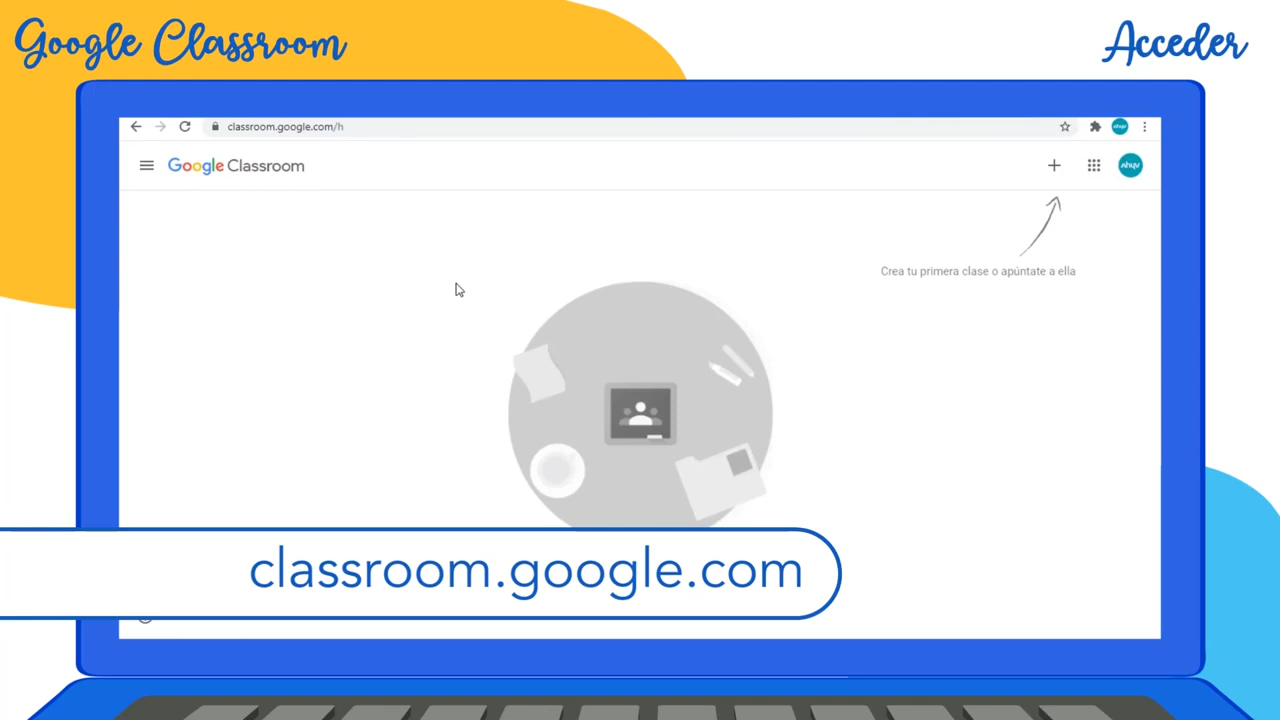 Google Classroom
Acceder
classroom.google.com/h
Google Classroom
Crea tu primera clase o apúntate a ella
classroom.google.com